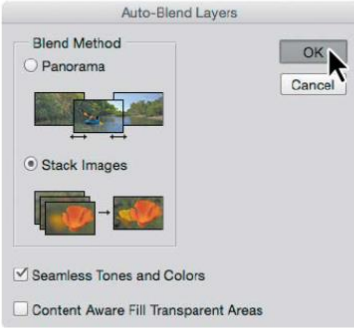 Auto-Blend Layers
Blend Method
Panorama
Stack Images
OK
Cancel
Seamless Tones and Colors
Content Aware Fill Transparent Areas